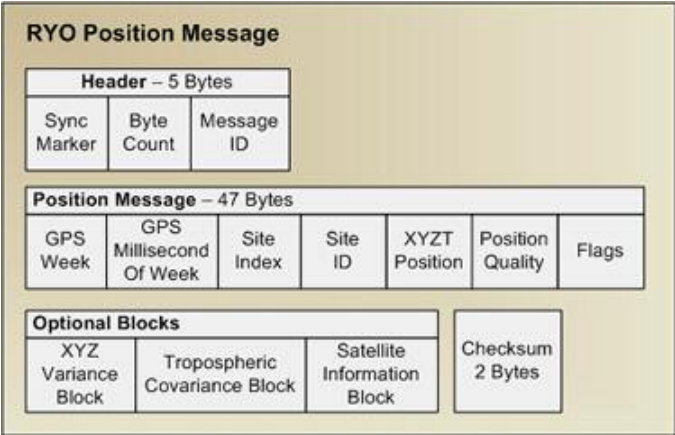 RYO Position Message
Header – 5 Bytes
Sync
Marker
Byte
Count
Message
ID
Position Message – 47 Bytes
GPS
Week
GPS
Millisecond
Of Week
Site
Index
Site
ID
XYZT
Position
Position
Quality
Flags
Optional Blocks
XYZ
Variance
Block
Tropospheric
Covariance Block
Satellite
Information
Block
Checksum
2 Bytes